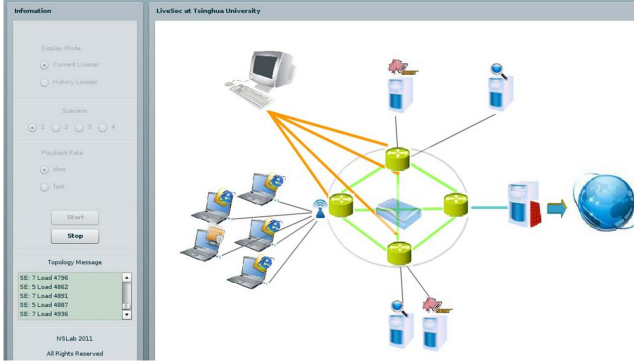 Infomation
LiveSec at Tsinghua University
Display Mode
Current Livesec
History Livesec
Scenario
1 2 3 4
Playback Rate
slow
fast
Start
Stop
Topology Message
SE: 7 Load 4796
SE: 5 Load 4862
SE: 7 Load 4891
SE: 5 Load 4887
SE: 7 Load 4936
NSLab 2011
All Rights Reserved